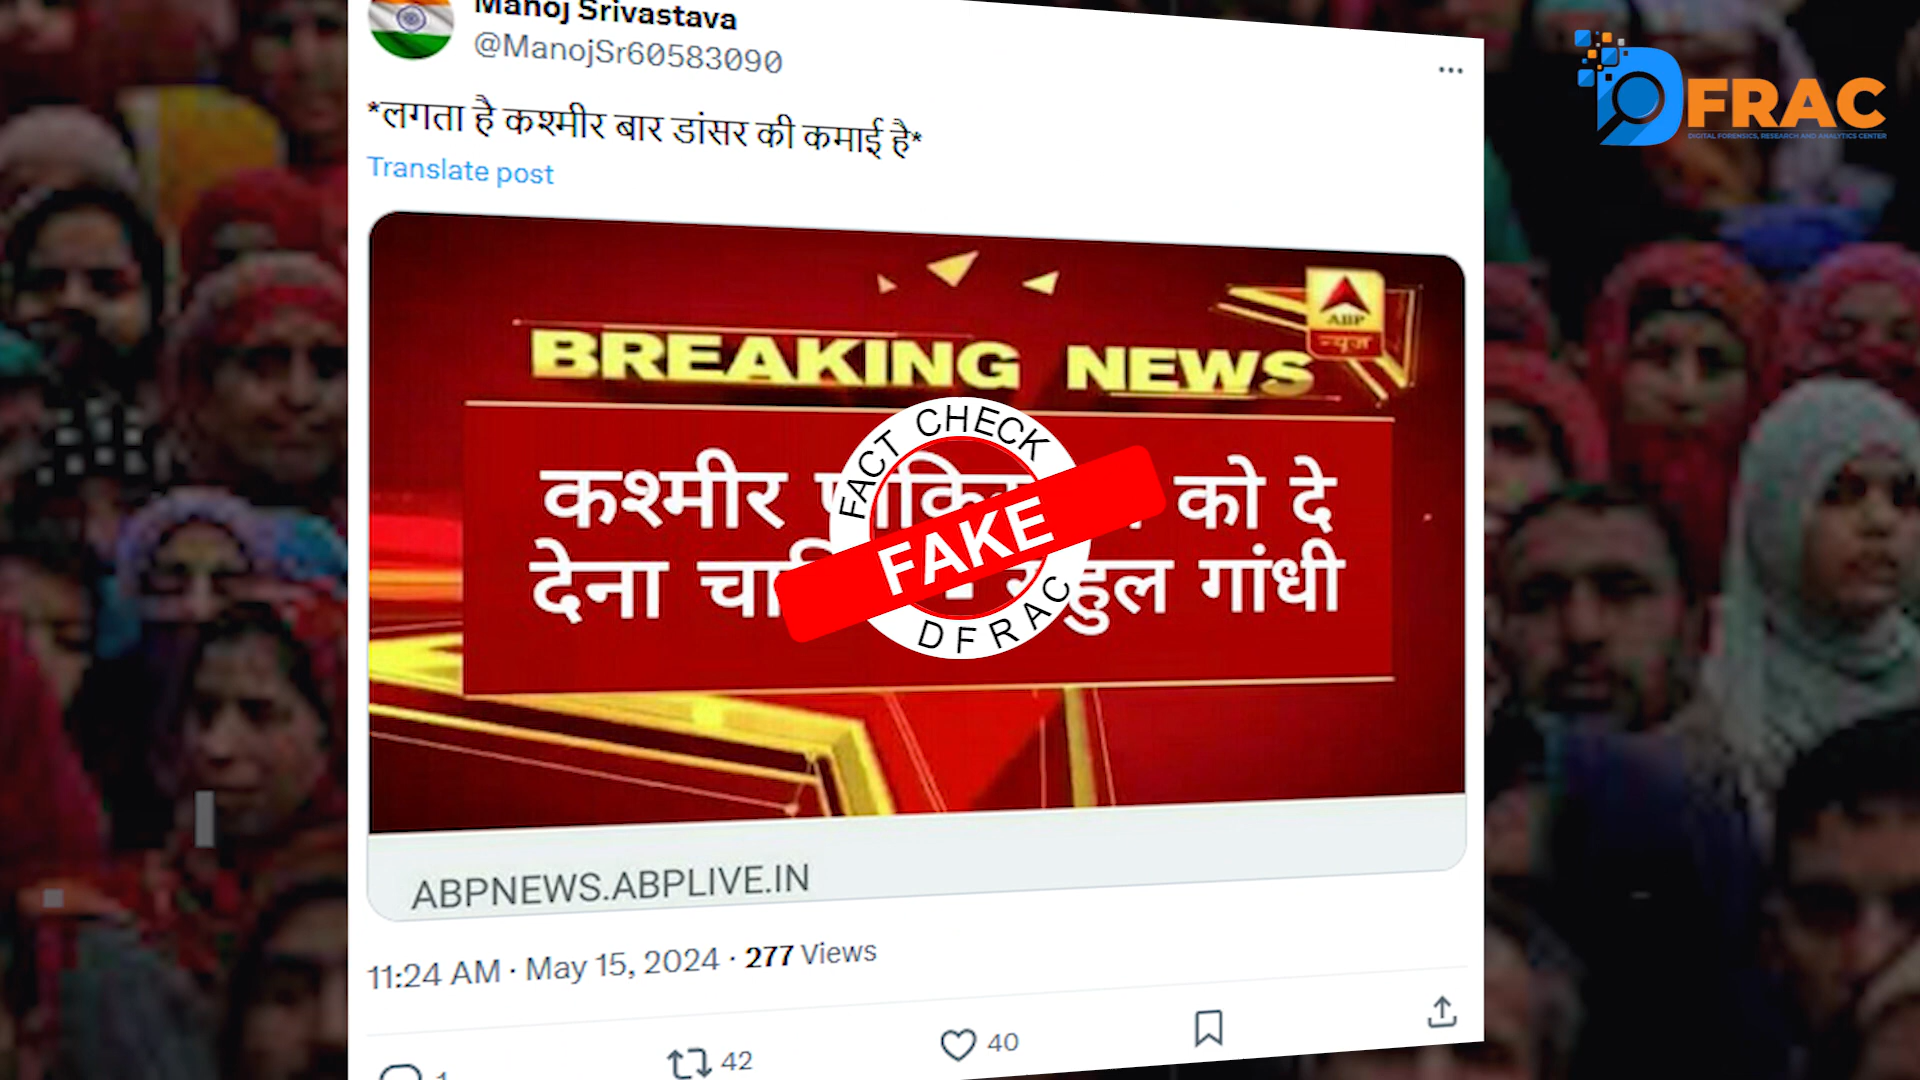 Manoj Srivastava
@ManojSr60583090
*लगता है कश्मीर बार डांसर की कमाई है*
Translate post
BREAKING NEWS
ABP
न्यूज़
कश्मीर को दे
देना गांधी
FACT CHECK
FAKE
DFRAC
ABPNEWS.ABPLIVE.IN
11:24 AM · May 15, 2024 · 277 Views
1
42
40
DFRAC
DIGITAL FORENSICS, RESEARCH AND ANALYTICS CENTER